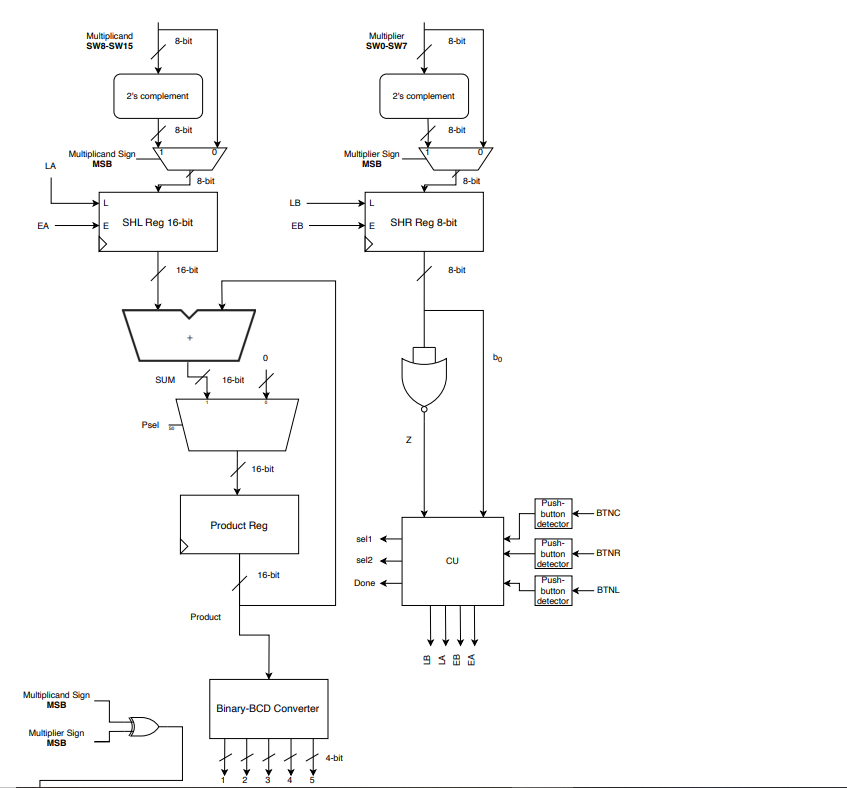 Multiplicand
SW8-SW15
8-bit
2's complement
8-bit
Multiplicand Sign
MSB
1
0
8-bit
LA
L
EA
E
SHL Reg 16-bit
16-bit
+
SUM
16-bit
0
1
Psel
16-bit
Product Reg
16-bit
Product
Binary-BCD Converter
4-bit
1 2 3 4 5
Multiplicand Sign
MSB
Multiplier Sign
MSB
Multiplier
SW0-SW7
8-bit
2's complement
8-bit
Multiplier Sign
MSB
1
0
8-bit
LB
L
EB
E
SHR Reg 8-bit
8-bit
b0
Z
CU
sel1
sel2
Done
LB
LA
EB
EA
Push-
button
detector
BTNC
Push-
button
detector
BTNR
Push-
button
detector
BTNL